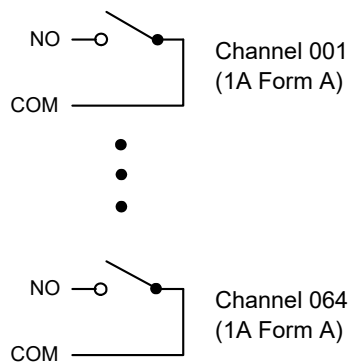 NO
Channel 001
(1A Form A)
COM
NO
Channel 064
(1A Form A)
COM